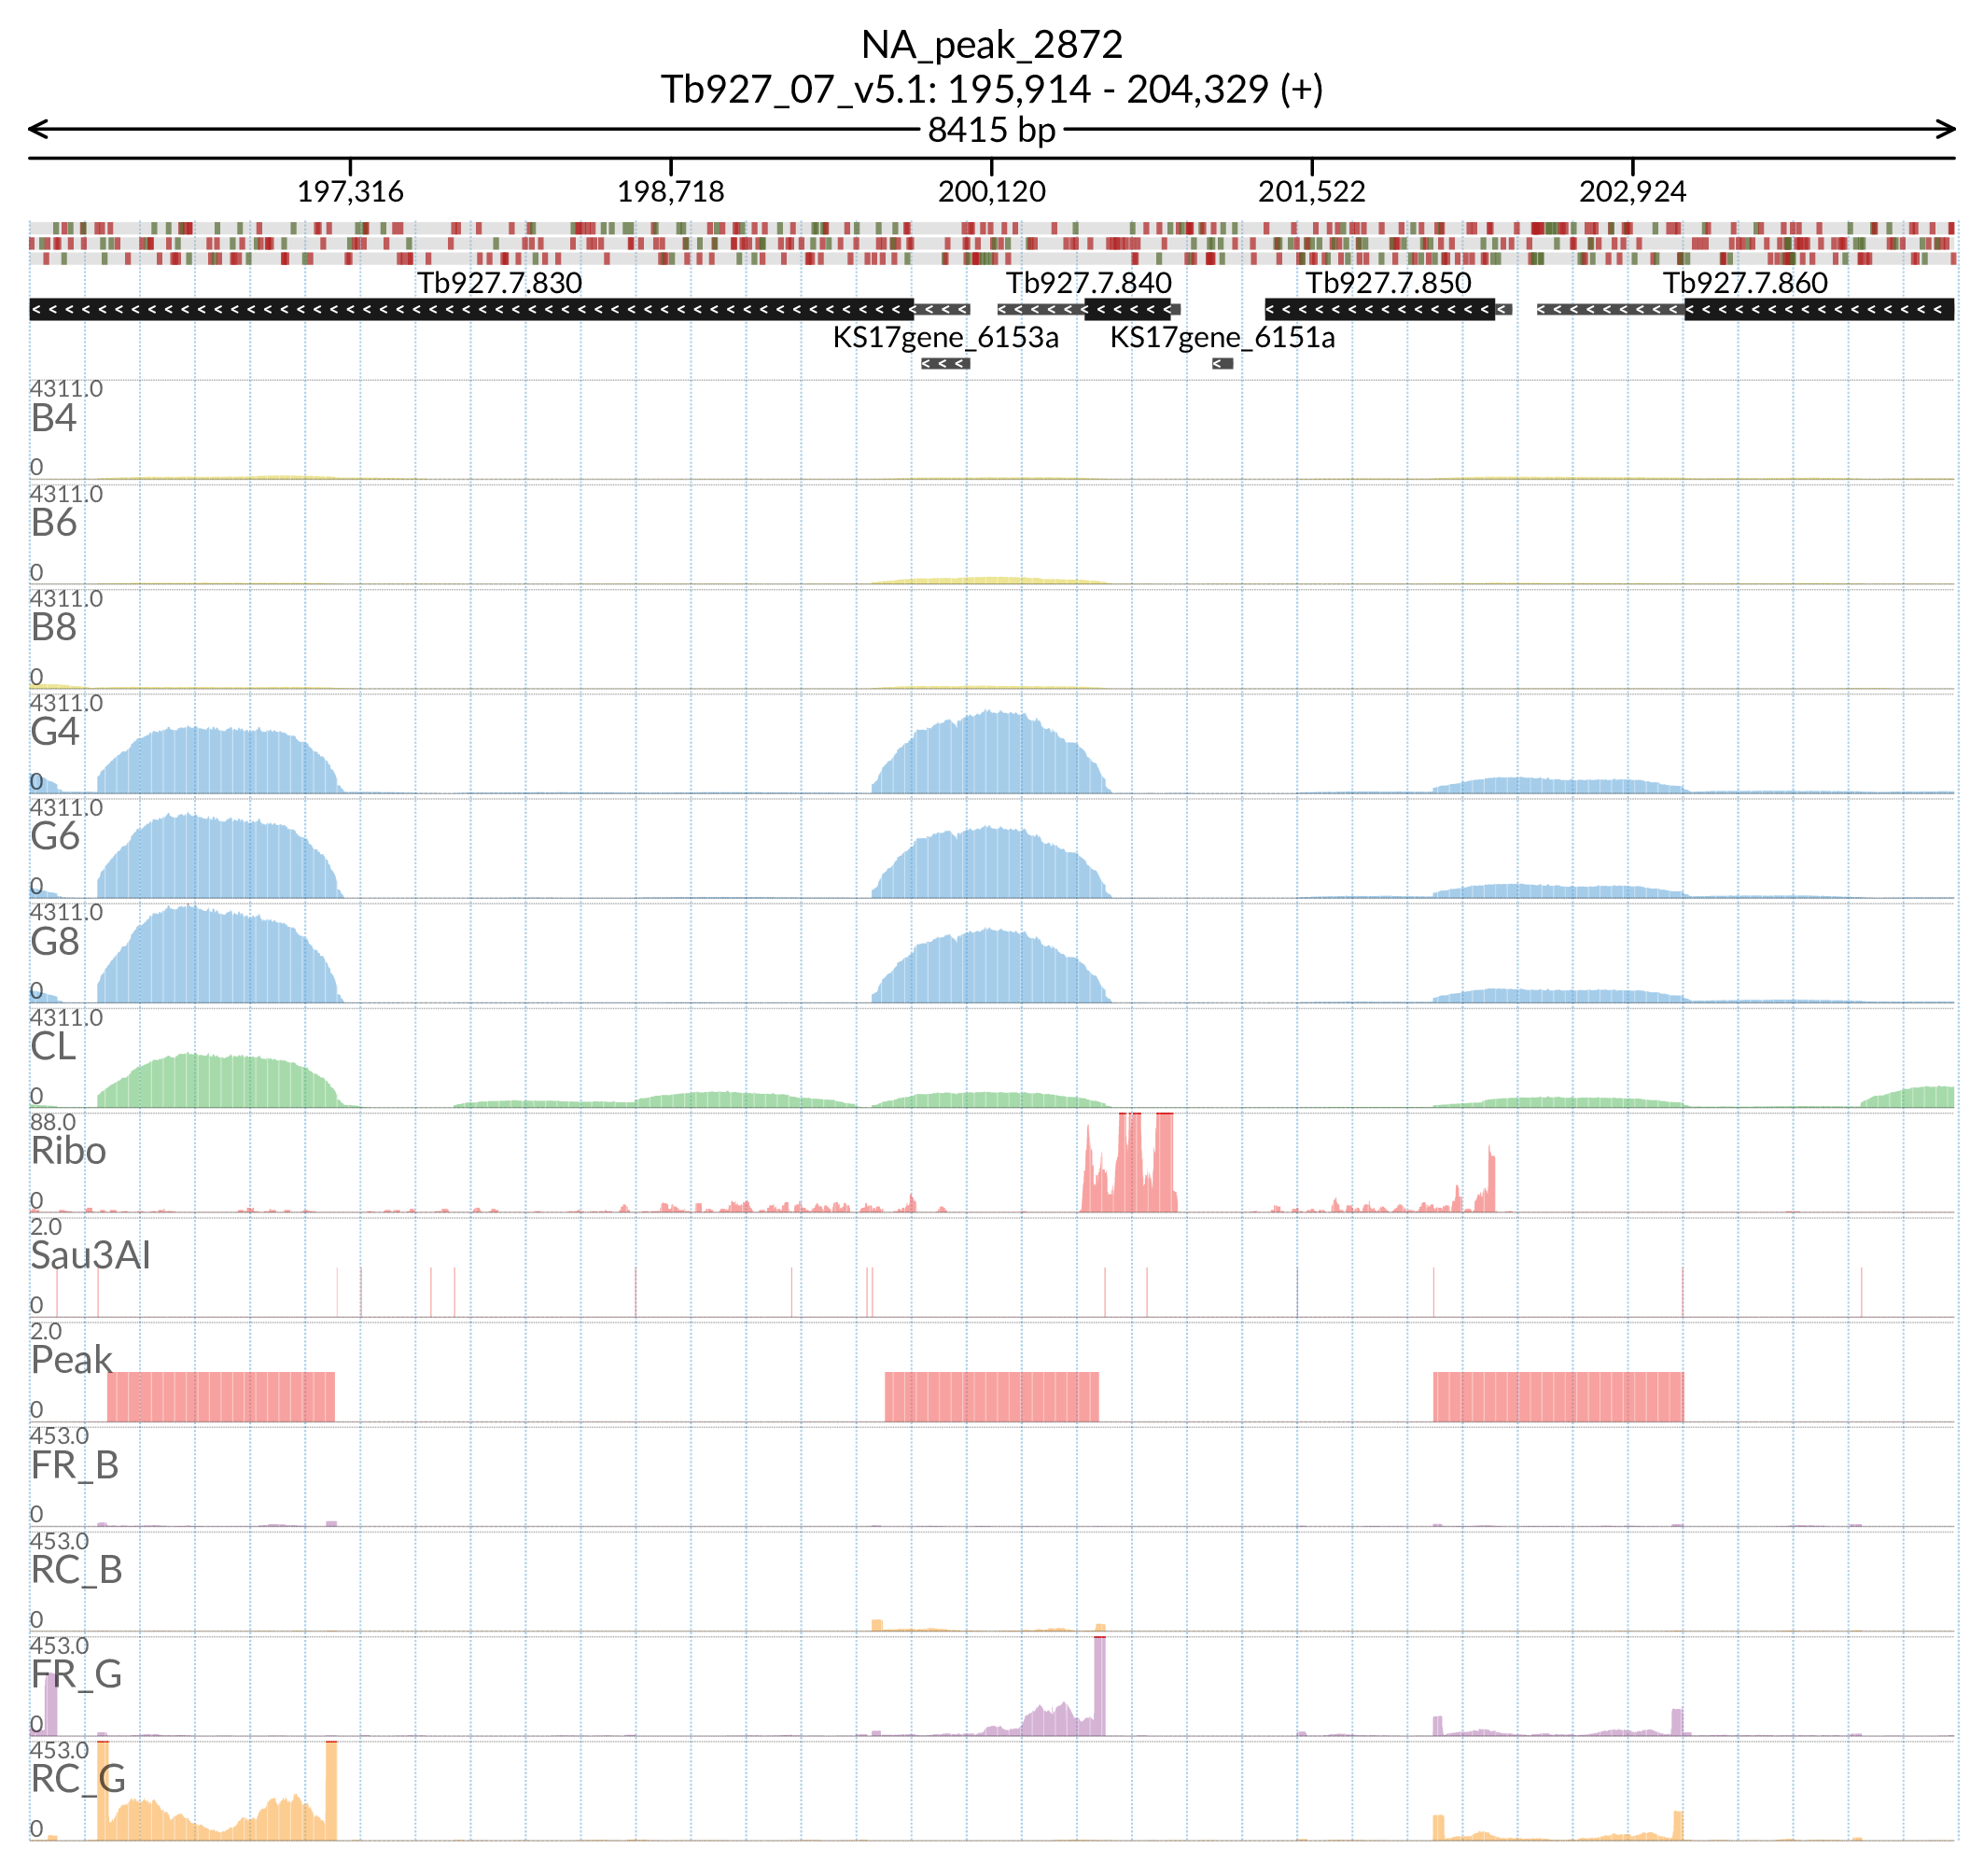 NA_peak_2872
Tb927_07_v5.1: 195,914 - 204,329 (+)
8415 bp
197,316 198,718 200,120 201,522 202,924
Tb927.7.830 Tb927.7.840 Tb927.7.850 Tb927.7.860
KS17gene_6153a KS17gene_6151a
4311.0
B4
0
4311.0
B6
0
4311.0
B8
0
4311.0
G4
0
4311.0
G6
0
4311.0
G8
0
4311.0
CL
0
88.0
Ribo
0
2.0
Sau3AI
0
2.0
Peak
0
453.0
FR_B
0
453.0
RC_B
0
453.0
FR_G
0
453.0
RC_G
0